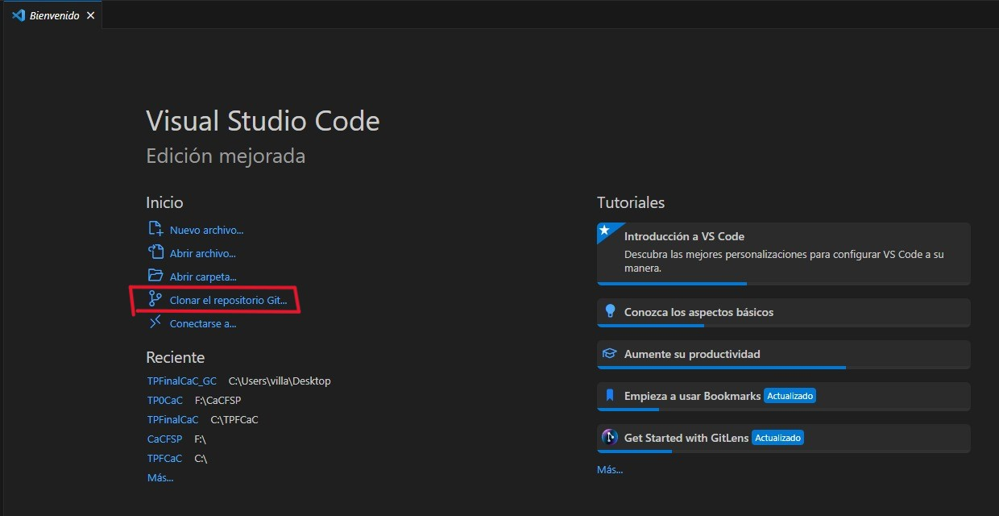 Bienvenido
Visual Studio Code
Edición mejorada
Inicio
Nuevo archivo...
Abrir archivo...
Abrir carpeta...
Clonar el repositorio Git...
Conectarse a...
Reciente
TPFinalCaC_GC C:\Users\villa\Desktop
TP0CaC F:\CaCFSP
TPFinalCaC C:\TPFCaC
CaCFSP F:\
TPFCaC C:\
Más...
Tutoriales
Introducción a VS Code
Descubra las mejores personalizaciones para configurar VS Code a su
manera.
Conozca los aspectos básicos
Aumente su productividad
Empieza a usar Bookmarks Actualizado
Get Started with GitLens Actualizado
Más...